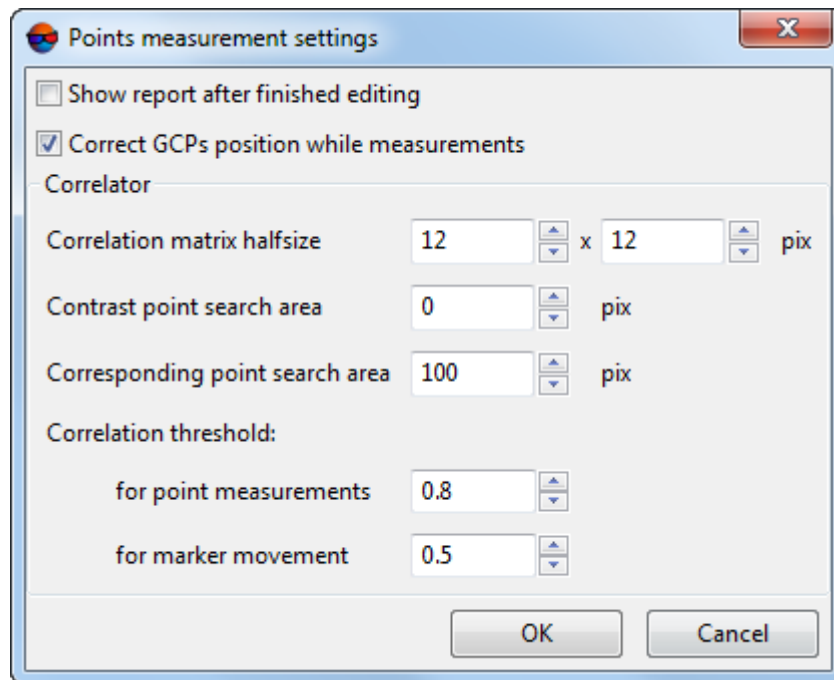 Points measurement settings
Show report after finished editing
Correct GCPs position while measurements
Correlator
Correlation matrix halfsize 12 x 12 pix
Contrast point search area 0 pix
Corresponding point search area 100 pix
Correlation threshold:
for point measurements 0.8
for marker movement 0.5
OK Cancel